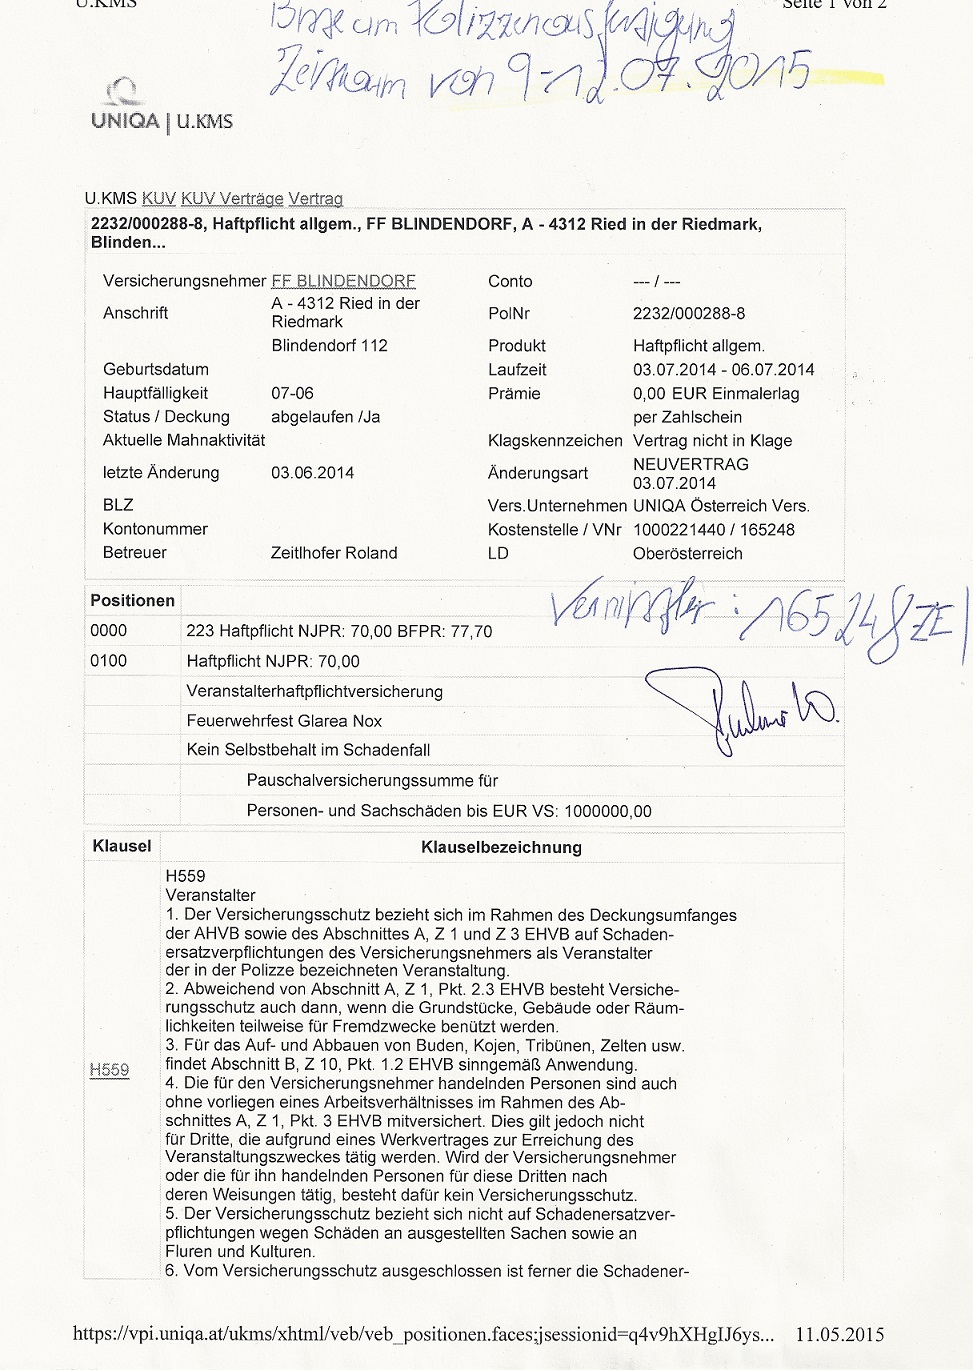 U.KMS Seite 1 von 2
Bitte um Polizzenausfertigung
Zeitraum von 9-12.07.2015
UNIQA | U.KMS
U.KMS KUV KUV Verträge Vertrag
2232/000288-8, Haftpflicht allgem., FF BLINDENDORF, A - 4312 Ried in der Riedmark,
Blinden...
Versicherungsnehmer FF BLINDENDORF Conto --- / ---
Anschrift A - 4312 Ried in der Riedmark PolNr 2232/000288-8
Blindendorf 112 Produkt Haftpflicht allgem.
Geburtsdatum Laufzeit 03.07.2014 - 06.07.2014
Hauptfälligkeit 07-06 Prämie 0,00 EUR Einmalerlag
Status / Deckung abgelaufen /Ja per Zahlschein
Aktuelle Mahnaktivität Klagskennzeichen Vertrag nicht in Klage
letzte Änderung 03.06.2014 Änderungsart NEUVERTRAG 03.07.2014
BLZ Vers.Unternehmen UNIQA Österreich Vers.
Kontonummer Kostenstelle / VNr 1000221440 / 165248
Betreuer Zeitlhofer Roland LD Oberösterreich
Positionen
Vermittler : 165248 ZE
0000 223 Haftpflicht NJPR: 70,00 BFPR: 77,70
0100 Haftpflicht NJPR: 70,00
Veranstalterhaftpflichtversicherung
Feuerwehrfest Glarea Nox
Kein Selbstbehalt im Schadenfall
Pauschalversicherungssumme für
Personen- und Sachschäden bis EUR VS: 1000000,00
Klausel Klauselbezeichnung
H559
H559
Veranstalter
1. Der Versicherungsschutz bezieht sich im Rahmen des Deckungsumfanges
der AHVB sowie des Abschnittes A, Z 1 und Z 3 EHVB auf Schaden-
ersatzverpflichtungen des Versicherungsnehmers als Veranstalter
der in der Polizze bezeichneten Veranstaltung.
2. Abweichend von Abschnitt A, Z 1, Pkt. 2.3 EHVB besteht Versiche-
rungsschutz auch dann, wenn die Grundstücke, Gebäude oder Räum-
lichkeiten teilweise für Fremdzwecke benützt werden.
3. Für das Auf- und Abbauen von Buden, Kojen, Tribünen, Zelten usw.
findet Abschnitt B, Z 10, Pkt. 1.2 EHVB sinngemäß Anwendung.
4. Die für den Versicherungsnehmer handelnden Personen sind auch
ohne vorliegen eines Arbeitsverhältnisses im Rahmen des Ab-
schnittes A, Z 1, Pkt. 3 EHVB mitversichert. Dies gilt jedoch nicht
für Dritte, die aufgrund eines Werkvertrages zur Erreichung des
Veranstaltungszweckes tätig werden. Wird der Versicherungsnehmer
oder die für ihn handelnden Personen für diese Dritten nach
deren Weisungen tätig, besteht dafür kein Versicherungsschutz.
5. Der Versicherungsschutz bezieht sich nicht auf Schadenersatzver-
pflichtungen wegen Schäden an ausgestellten Sachen sowie an
Fluren und Kulturen.
6. Vom Versicherungsschutz ausgeschlossen ist ferner die Schadener-
https://vpi.uniqa.at/ukms/xhtml/veb/veb_positionen.faces;jsessionid=q4v9hXHgIJ6ys... 11.05.2015